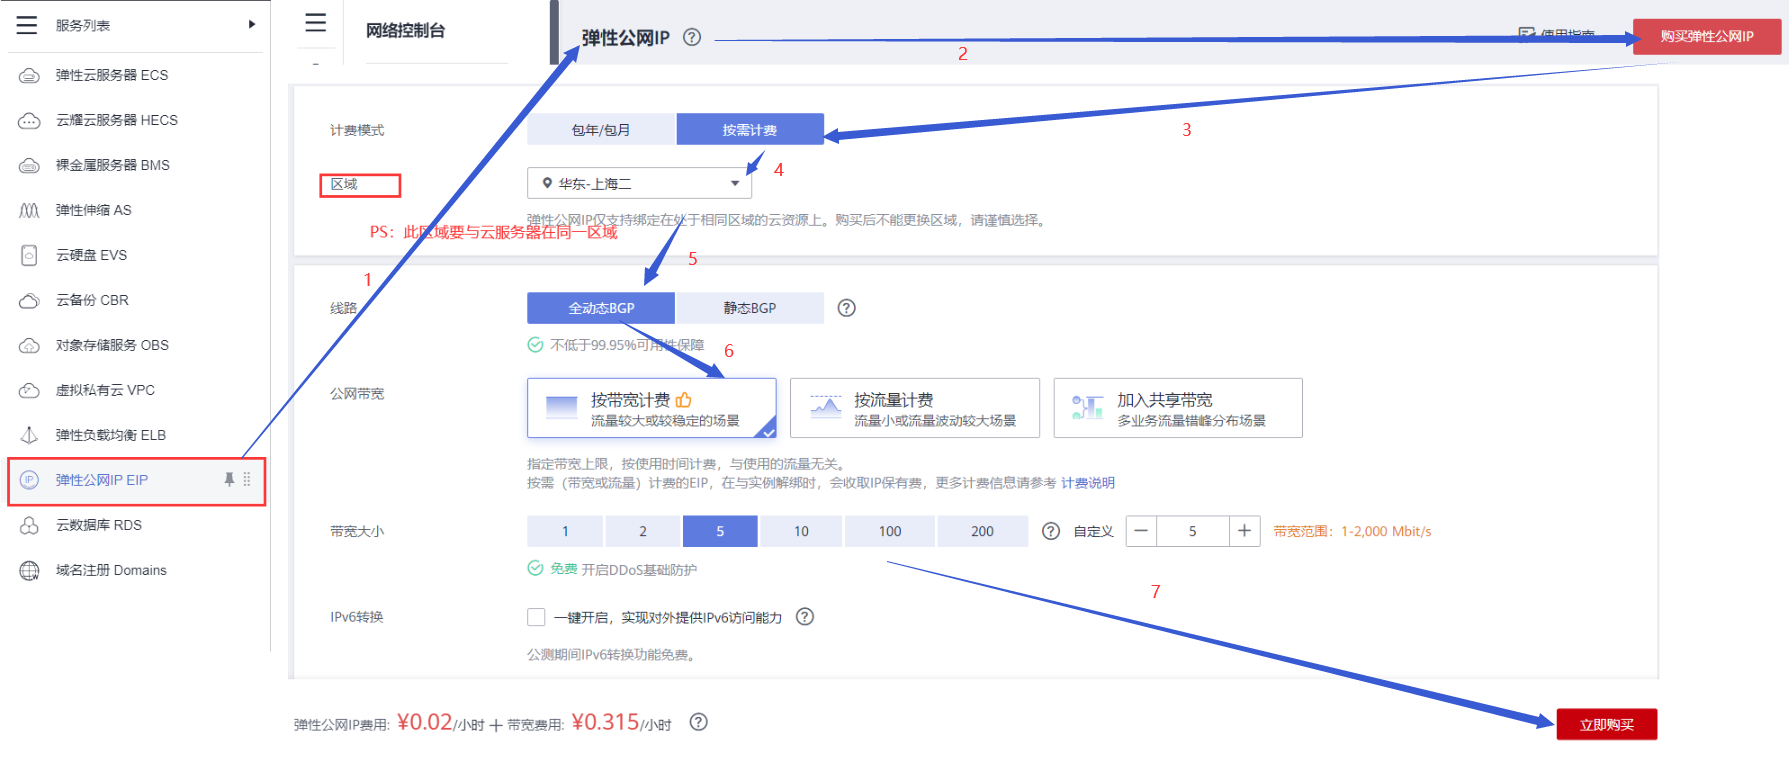 服务列表
弹性云服务器 ECS
云耀云服务器 HECS
裸金属服务器 BMS
弹性伸缩 AS
云硬盘 EVS
云备份 CBR
对象存储服务 OBS
虚拟私有云 VPC
弹性负载均衡 ELB
弹性公网IP EIP
云数据库 RDS
域名注册 Domains
网络控制台
弹性公网IP
2
使用指南
购买弹性公网IP
计费模式
包年/包月
按需计费
3
区域
华东-上海二
4
弹性公网IP仅支持绑定在处于相同区域的云资源上。购买后不能更换区域，请谨慎选择。
PS：此区域要与云服务器在同一区域
1
5
线路
全动态BGP
静态BGP
不低于99.95%可用性保障
6
公网带宽
按带宽计费
流量较大或较稳定的场景
按流量计费
流量小或流量波动较大场景
加入共享带宽
多业务流量错峰分布场景
指定带宽上限，按使用时间计费，与使用的流量无关。
按需（带宽或流量）计费的EIP，在与实例解绑时，会收取IP保有费，更多计费信息请参考 计费说明
带宽大小
1
2
5
10
100
200
自定义
5
带宽范围：1-2,000 Mbit/s
免费 开启DDoS基础防护
7
IPv6转换
一键开启，实现对外提供IPv6访问能力
公测期间IPv6转换功能免费。
弹性公网IP费用: ¥0.02/小时 + 带宽费用: ¥0.315/小时
立即购买